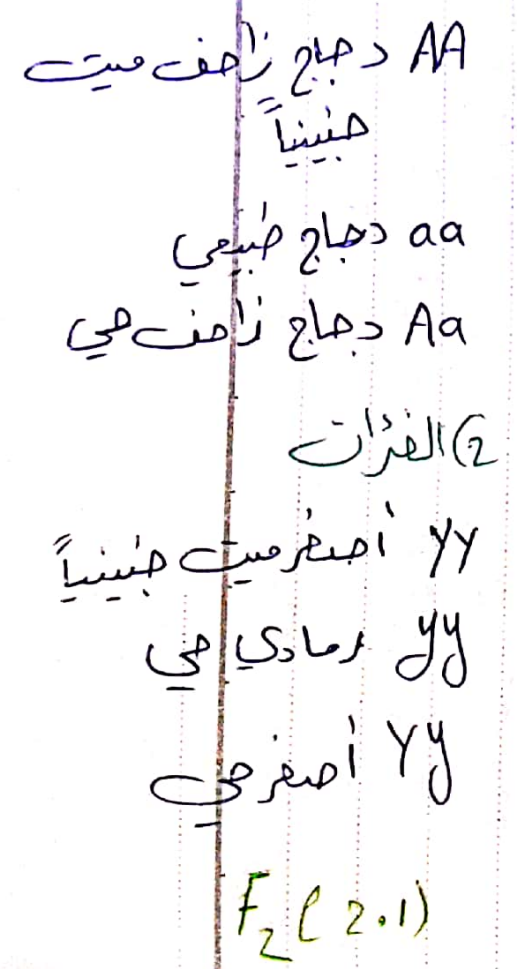 AA دجاج زاحف ميت
جنينياً
aa دجاج طبيعي
Aa دجاج زاحف حي
2) الفئران
YY أصفر ميت جنينياً
yy رمادي حي
Yy أصفر حي
F₂ (2.1)